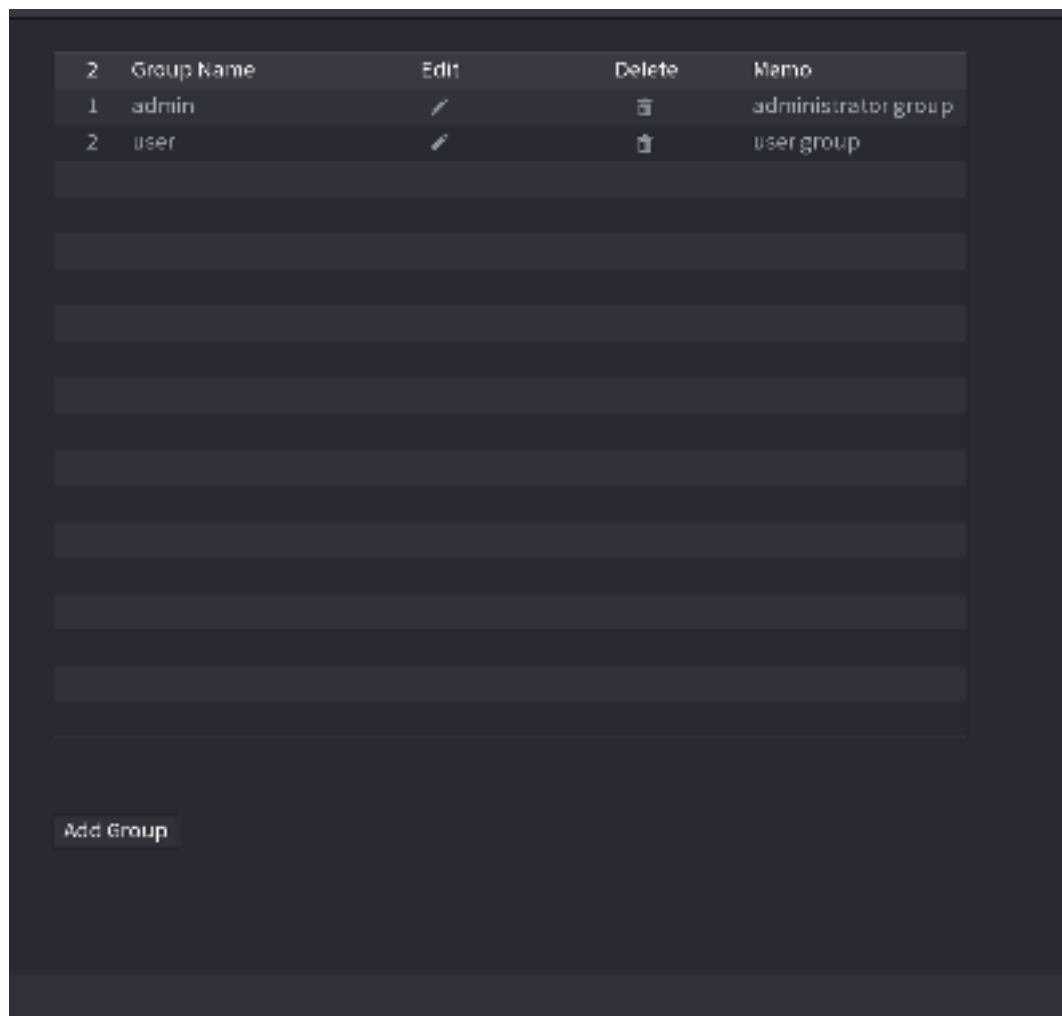 2 Group Name Edit Delete Memo
1 admin administrator group
2 user user group
Add Group